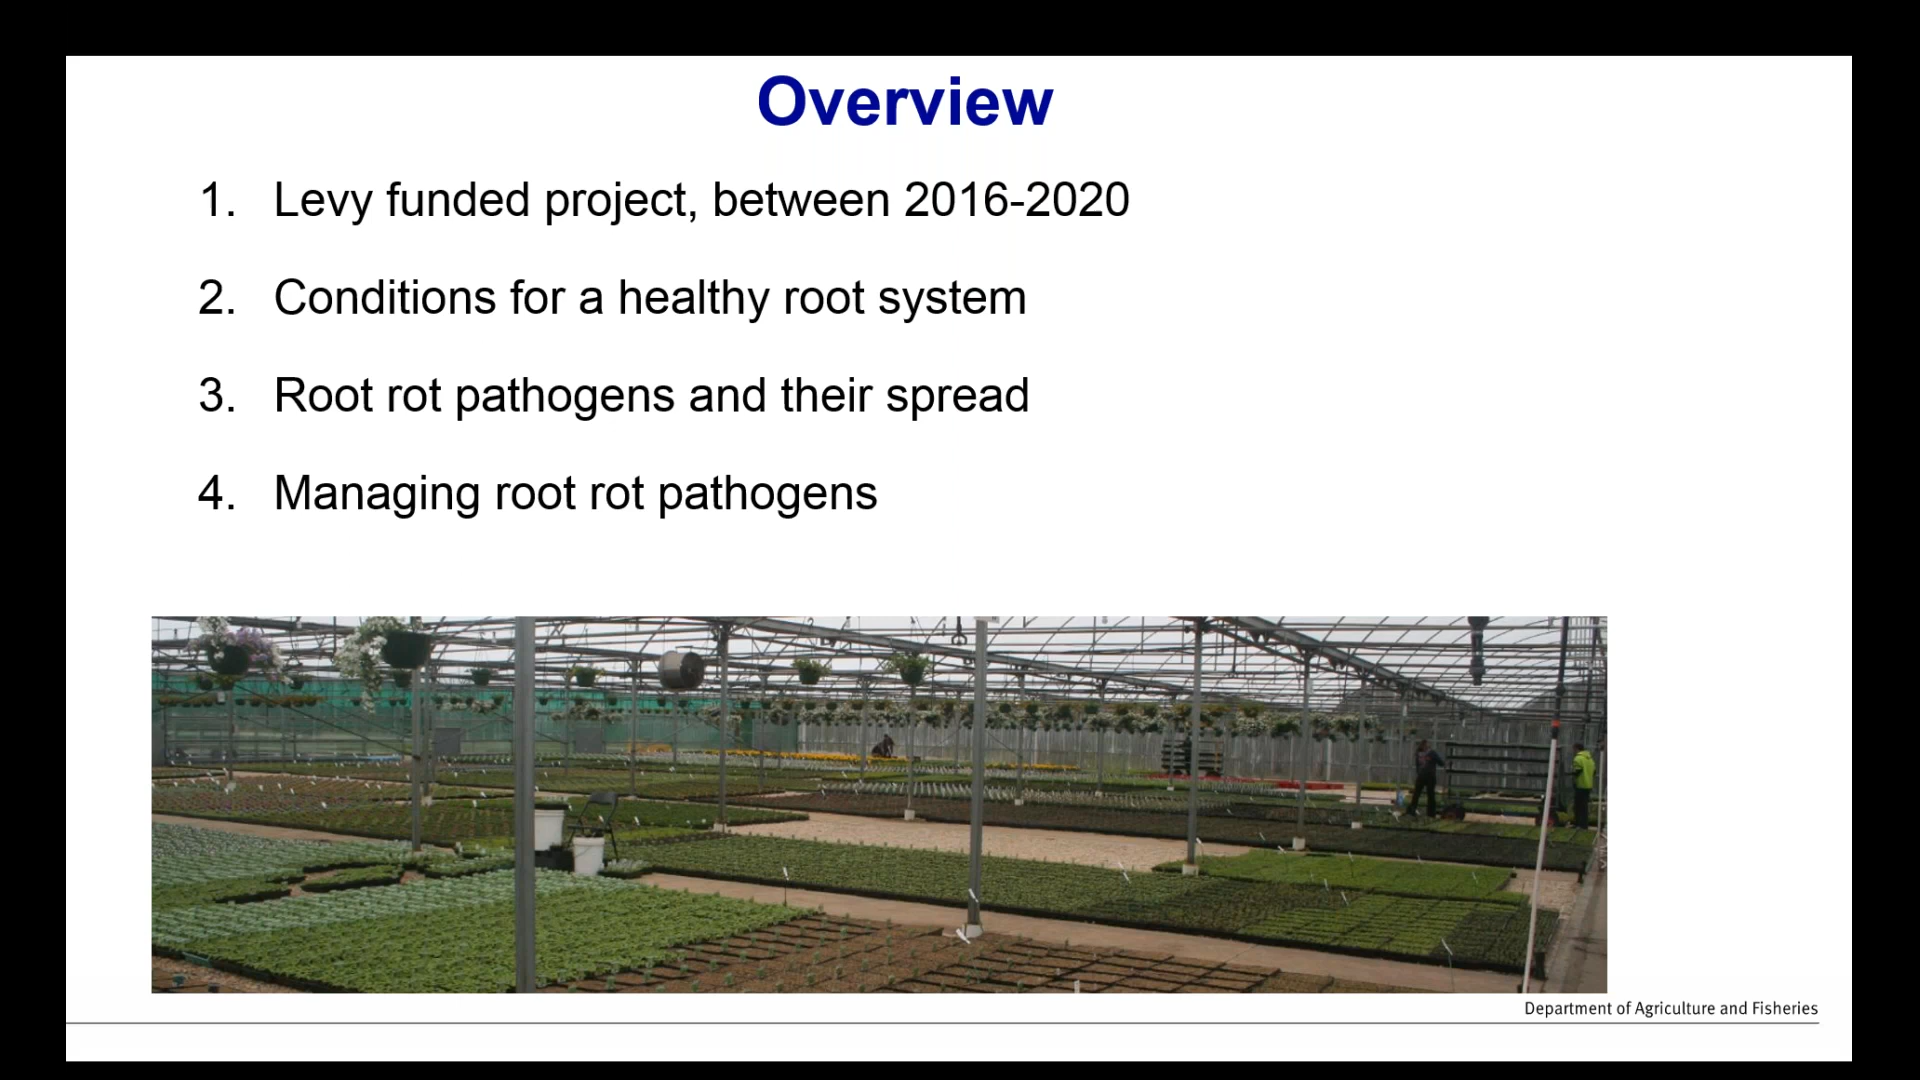 Overview
1. Levy funded project, between 2016-2020
2. Conditions for a healthy root system
3. Root rot pathogens and their spread
4. Managing root rot pathogens
Department of Agriculture and Fisheries